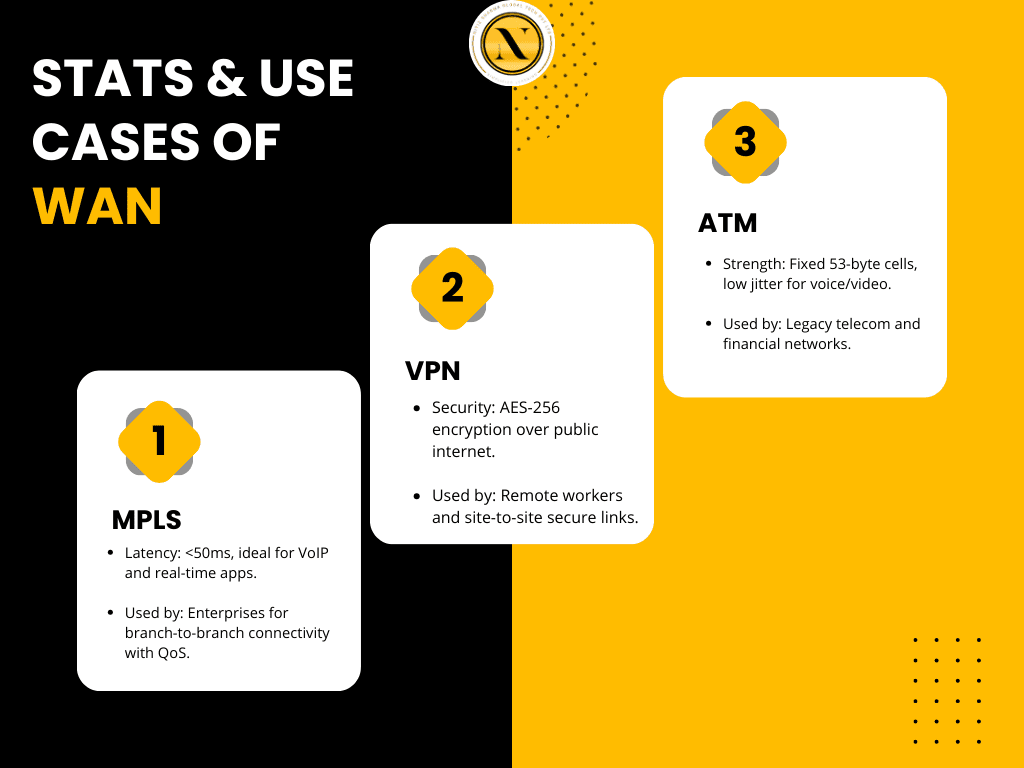 STATS & USE
CASES OF
WAN
N
1
MPLS
• Latency: <50ms, ideal for VoIP
and real-time apps.
• Used by: Enterprises for
branch-to-branch connectivity
with QoS.
2
VPN
• Security: AES-256
encryption over public
internet.
• Used by: Remote workers
and site-to-site secure links.
3
ATM
• Strength: Fixed 53-byte cells,
low jitter for voice/video.
• Used by: Legacy telecom and
financial networks.